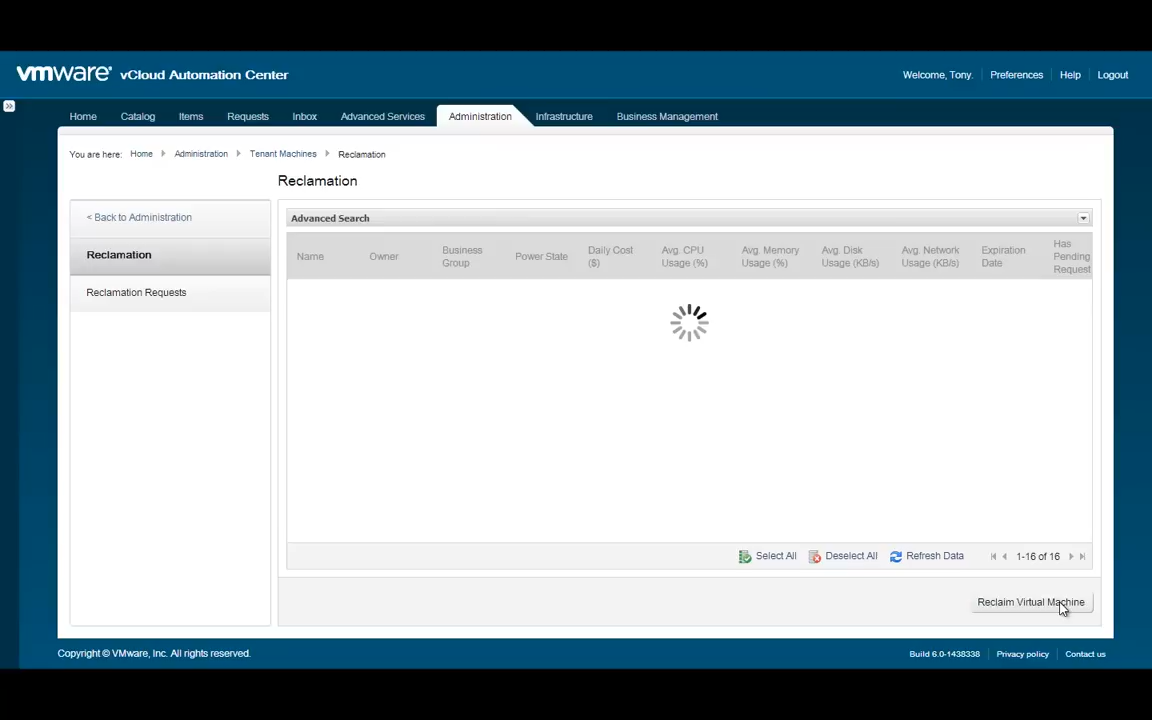 vmware® vCloud Automation Center
Welcome, Tony. Preferences Help Logout
Home Catalog Items Requests Inbox Advanced Services Administration Infrastructure Business Management
You are here: Home Administration Tenant Machines Reclamation
Reclamation
< Back to Administration
Reclamation
Reclamation Requests
Advanced Search
Name Owner Business Group Power State Daily Cost ($) Avg. CPU Usage (%) Avg. Memory Usage (%) Avg. Disk Usage (KB/s) Avg. Network Usage (KB/s) Expiration Date Has Pending Request
Select All Deselect All Refresh Data 1-16 of 16
Reclaim Virtual Machine
Copyright © VMware, Inc. All rights reserved.
Build 6.0-1438338 Privacy policy Contact us